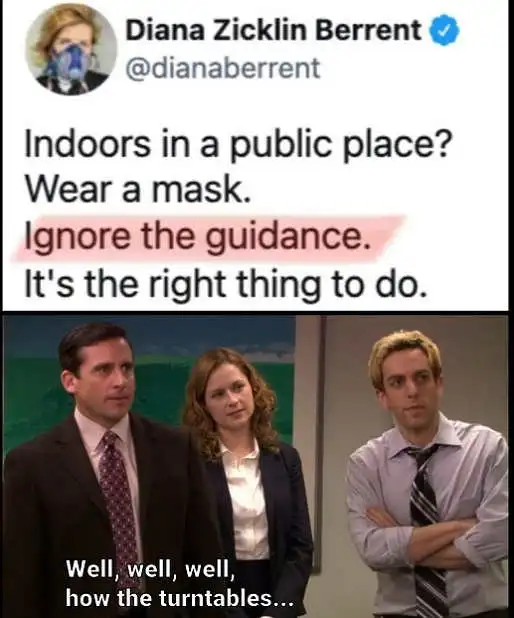 Diana Zicklin Berrent
@dianaberrent
Indoors in a public place?
Wear a mask.
Ignore the guidance.
It's the right thing to do.
Well, well, well,
how the turntables...